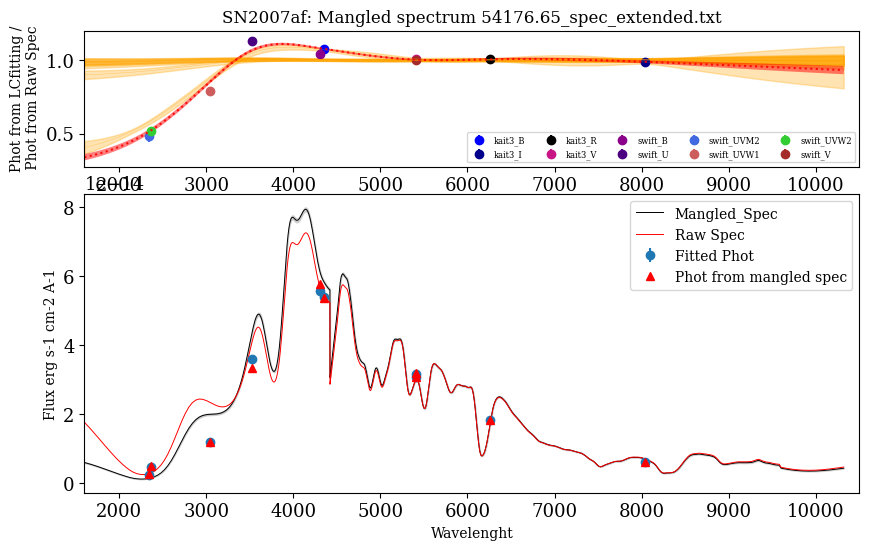 SN2007af: Mangled spectrum 54176.65_spec_extended.txt
Phot from LCfitting /
Phot from Raw Spec
1.0
0.5
kait3_B kait3_R swift_B swift_UVM2 swift_UVW2
kait3_I kait3_V swift_U swift_UVW1 swift_V
2000 3000 4000 5000 6000 7000 8000 9000 10000
1e−14
Flux erg s-1 cm-2 A-1
8
6
4
2
0
Mangled_Spec
Raw Spec
Fitted Phot
Phot from mangled spec
2000 3000 4000 5000 6000 7000 8000 9000 10000
Wavelenght